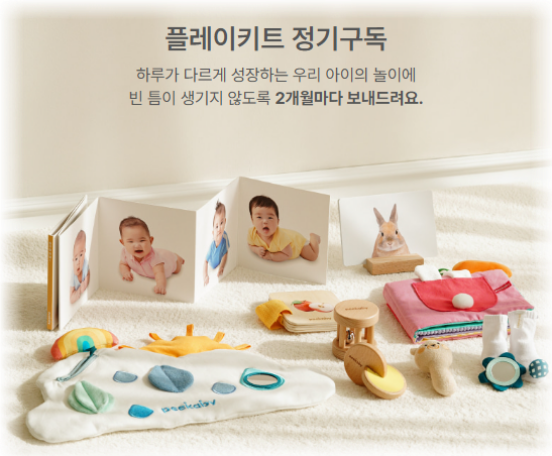 플레이키트 정기구독
하루가 다르게 성장하는 우리 아이의 놀이에
빈 틈이 생기지 않도록 2개월마다 보내드려요.